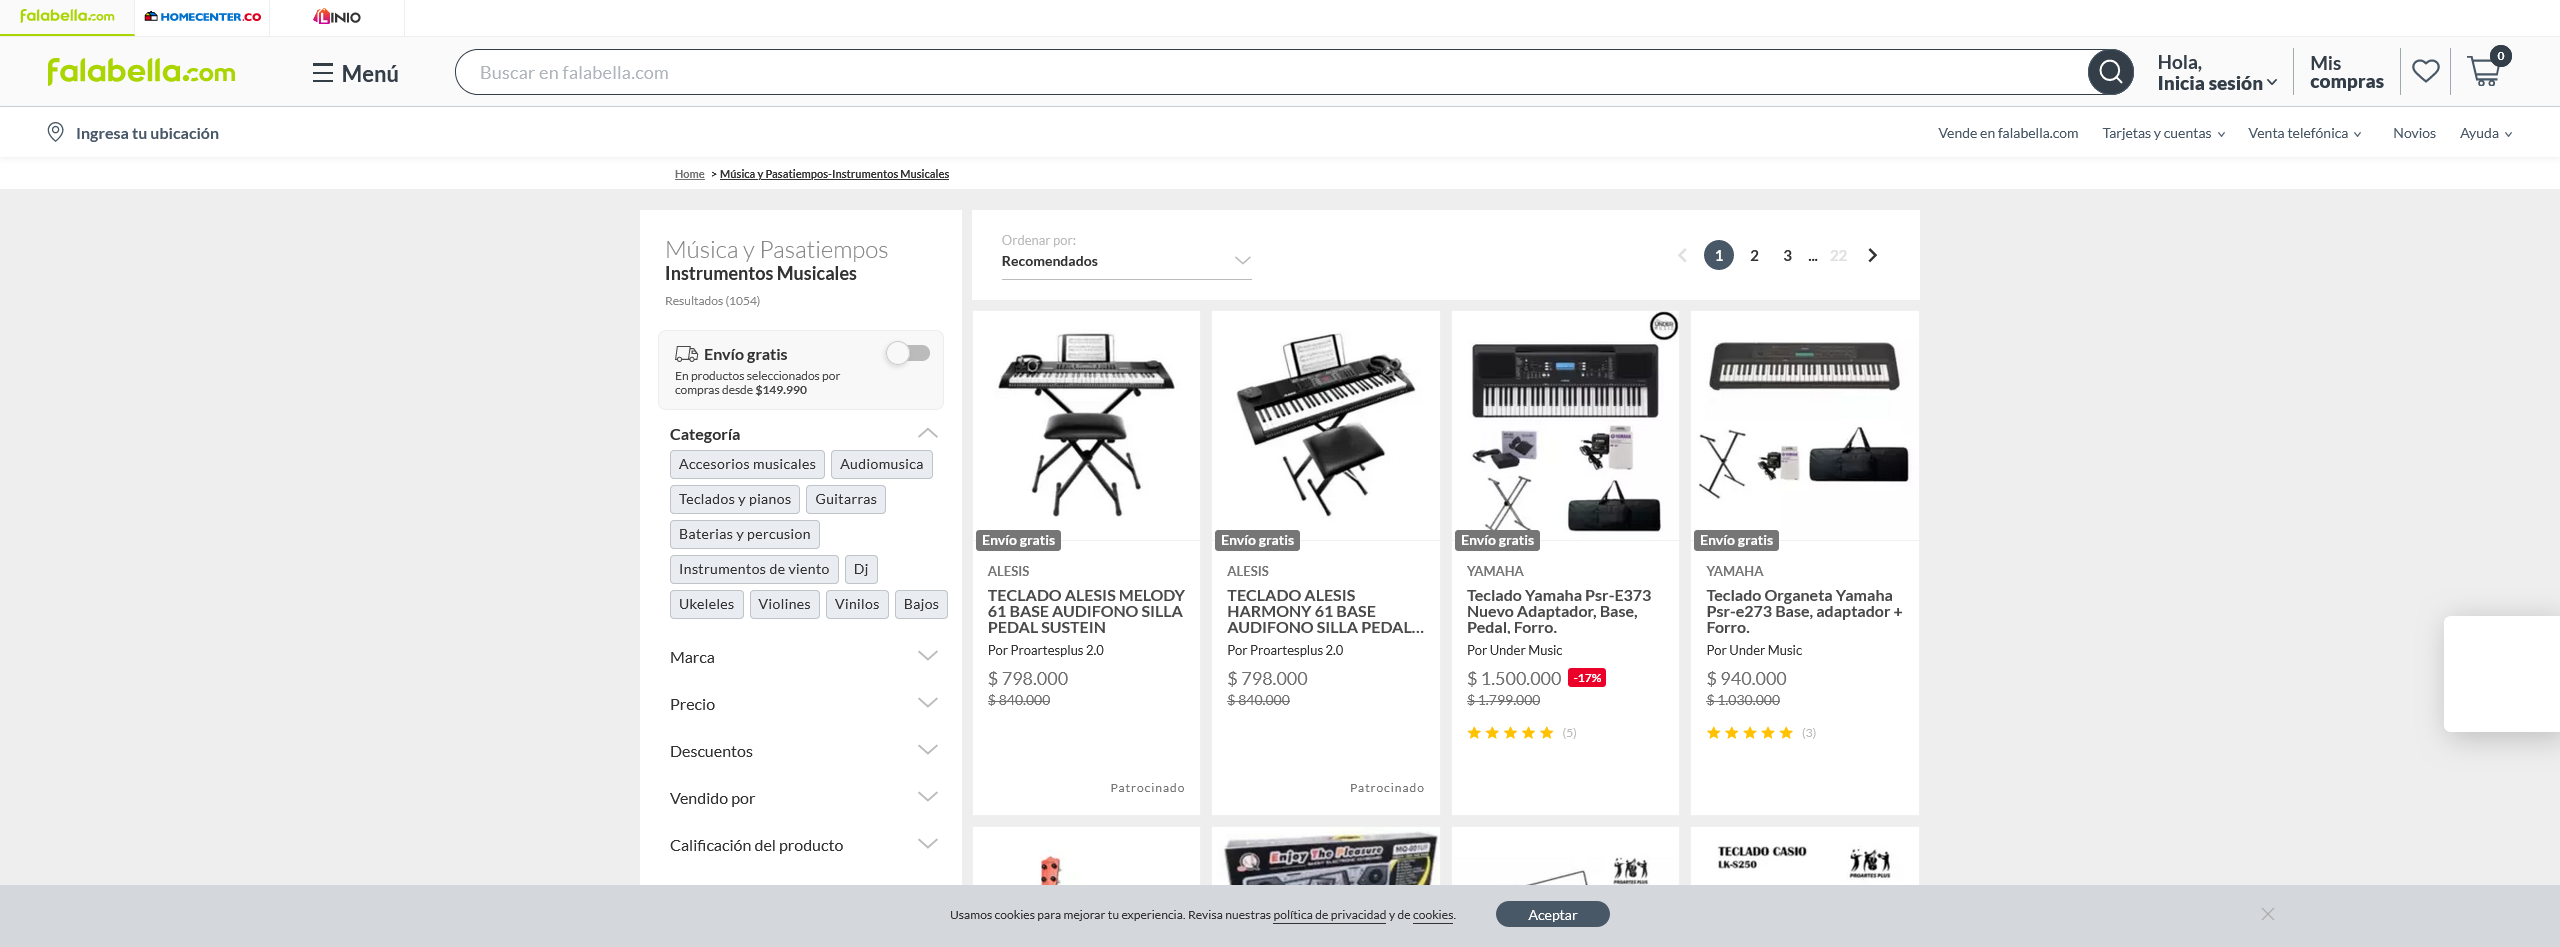 falabella.com
HOMECENTER.CO
LINIO
falabella.com
Menú
Buscar en falabella.com
Hola,
Inicia sesión
Mis
compras
0
Ingresa tu ubicación
Vende en falabella.com
Tarjetas y cuentas
Venta telefónica
Novios
Ayuda
Home > Música y Pasatiempos-Instrumentos Musicales
Música y Pasatiempos
Instrumentos Musicales
Resultados (1054)
Envío gratis
En productos seleccionados por
compras desde $149.990
Categoría
Accesorios musicales
Audiomusica
Teclados y pianos
Guitarras
Baterias y percusion
Instrumentos de viento
Dj
Ukeleles
Violines
Vinilos
Bajos
Marca
Precio
Descuentos
Vendido por
Calificación del producto
Ordenar por:
Recomendados
1 2 3 ... 22
Envío gratis
ALESIS
TECLADO ALESIS MELODY
61 BASE AUDIFONO SILLA
PEDAL SUSTEIN
Por Proartesplus 2.0
$ 798.000
$ 840.000
Patrocinado
Envío gratis
ALESIS
TECLADO ALESIS
HARMONY 61 BASE
AUDIFONO SILLA PEDAL...
Por Proartesplus 2.0
$ 798.000
$ 840.000
Patrocinado
UNDER
MUSIC
Envío gratis
YAMAHA
Teclado Yamaha Psr-E373
Nuevo Adaptador, Base,
Pedal, Forro.
Por Under Music
$ 1.500.000 -17%
$ 1.799.000
(5)
Envío gratis
YAMAHA
Teclado Organeta Yamaha
Psr-e273 Base, adaptador +
Forro.
Por Under Music
$ 940.000
$ 1.030.000
(3)
Enjoy The Pleasure
MQ-801UF
PROARTES PLUS
TECLADO CASIO
LK-S250
PROARTES PLUS
Usamos cookies para mejorar tu experiencia. Revisa nuestras política de privacidad y de cookies.
Aceptar